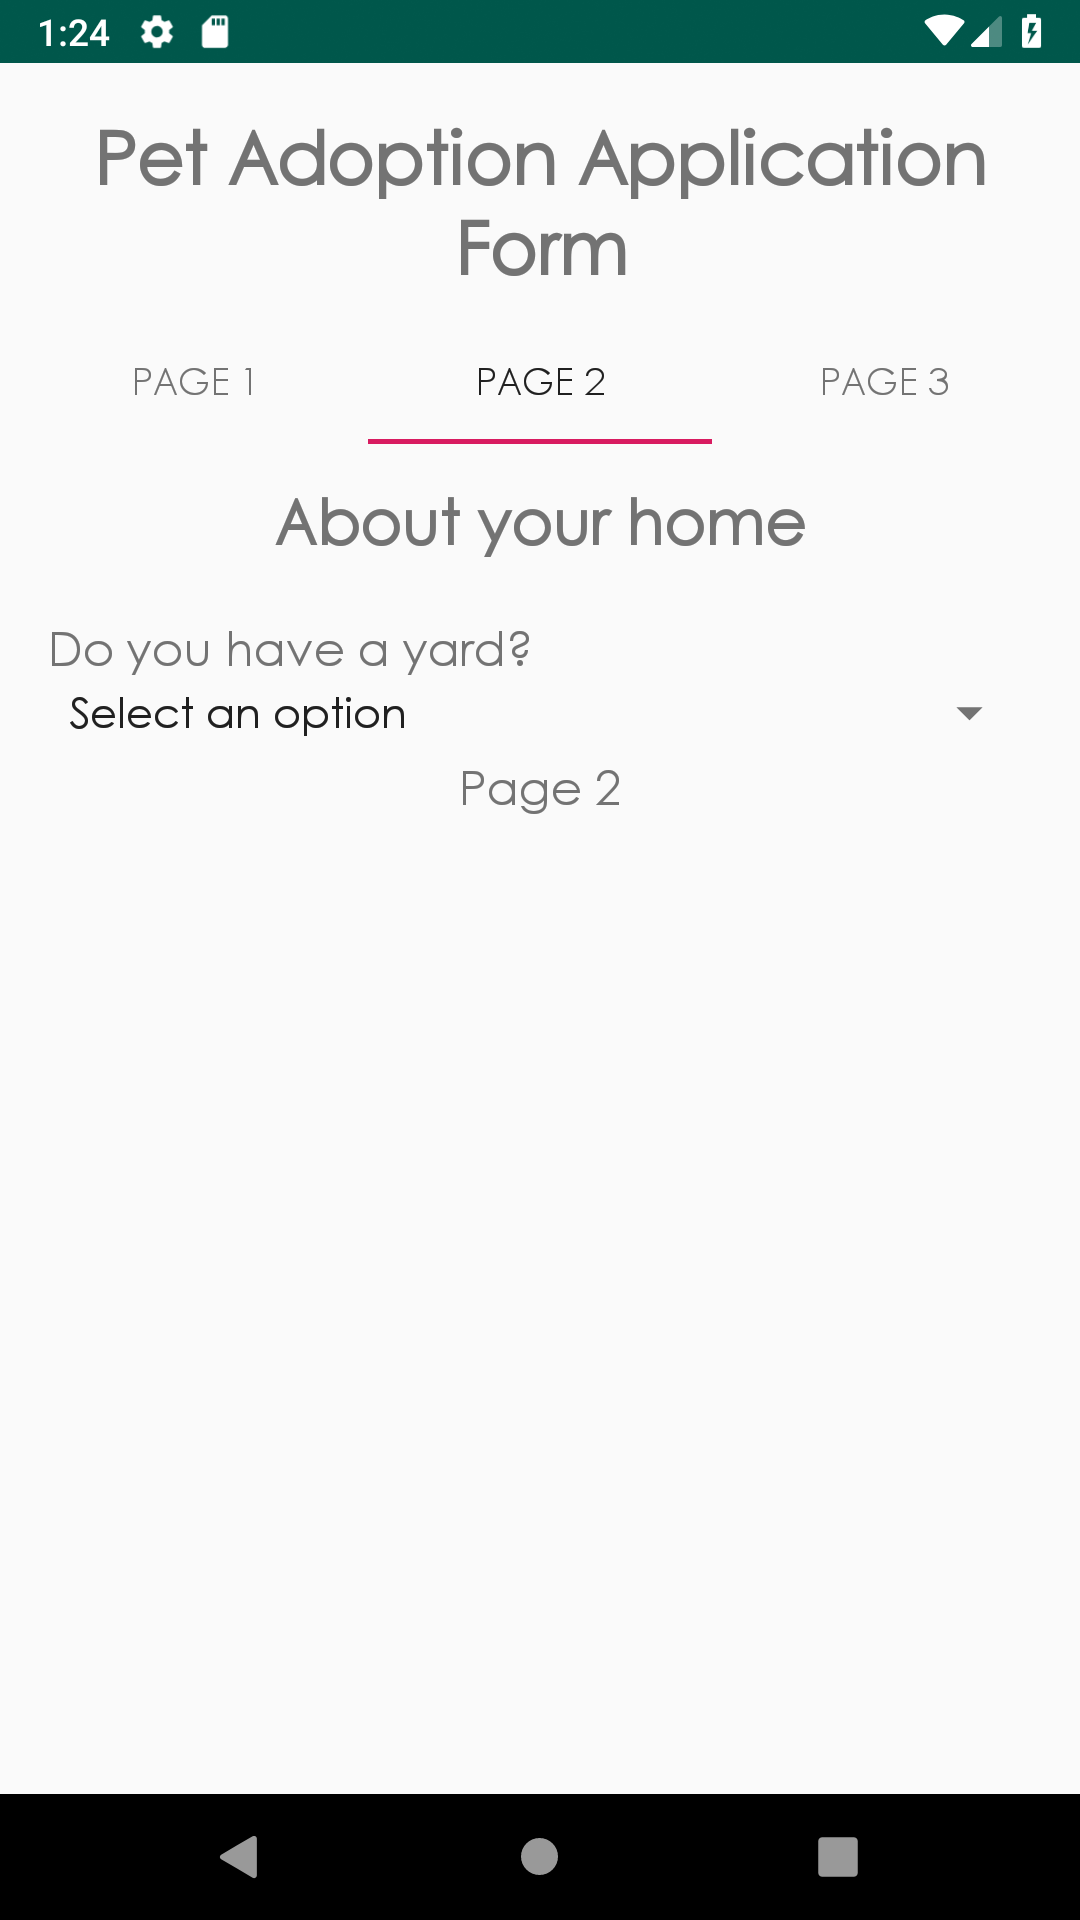 1:24
Pet Adoption Application
Form
PAGE 1 PAGE 2 PAGE 3
About your home
Do you have a yard?
Select an option
Page 2